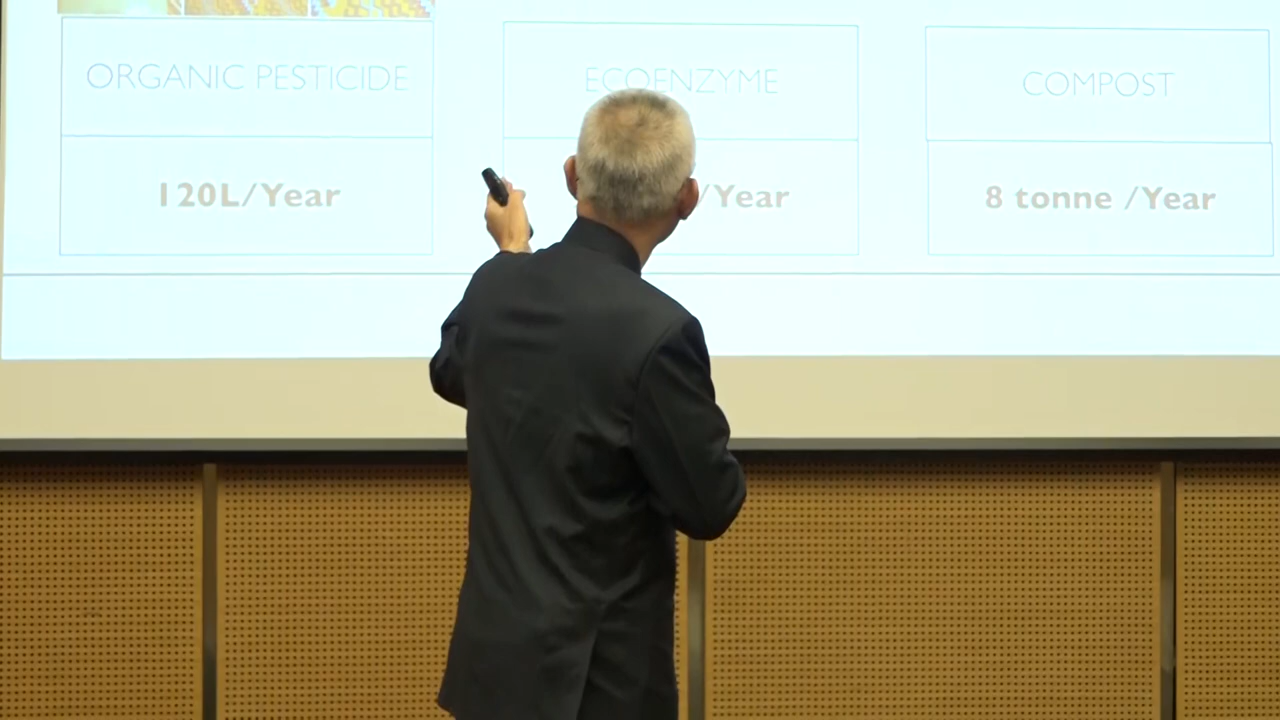 ORGANIC PESTICIDE
ECOENZYME
COMPOST
120L/Year
/Year
8 tonne /Year